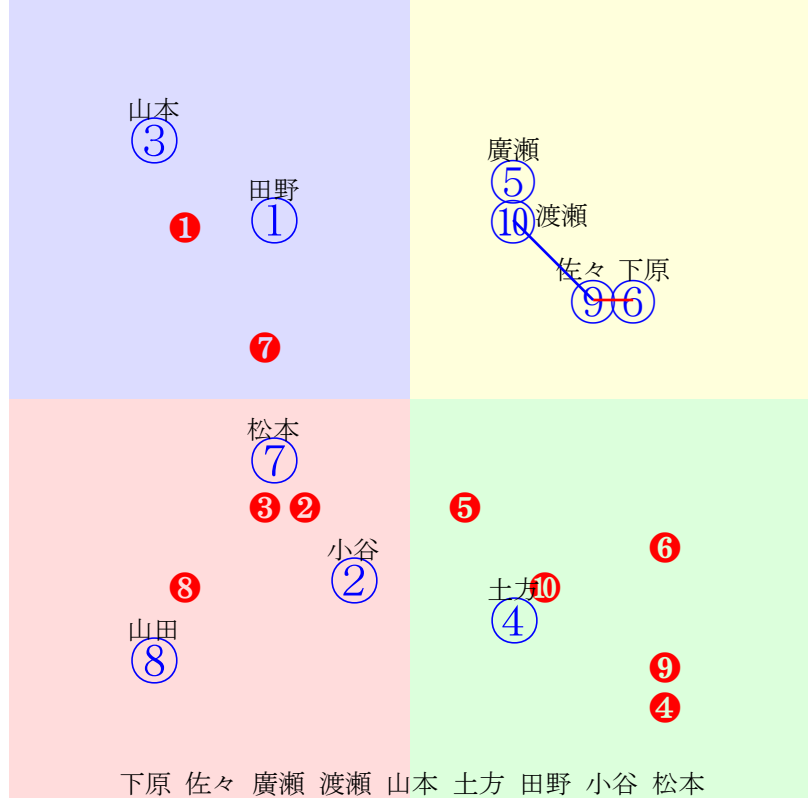 山本
③
田野
①
❶
❼
廣瀬
⑤
⑩ 渡瀬
佐々 下原
⑨ ⑥
松本
⑦
❸ ❷
小谷
②
❽
山田
⑧
❺
❻
❿
土方
④
❾
❹
下原 佐々 廣瀬 渡瀬 山本 土方 田野 小谷 松本